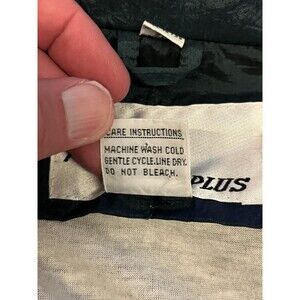 CARE INSTRUCTIONS
MACHINE WASH COLD
GENTLE CYCLE.LINE DRY.
DO NOT BLEACH.
PLUS